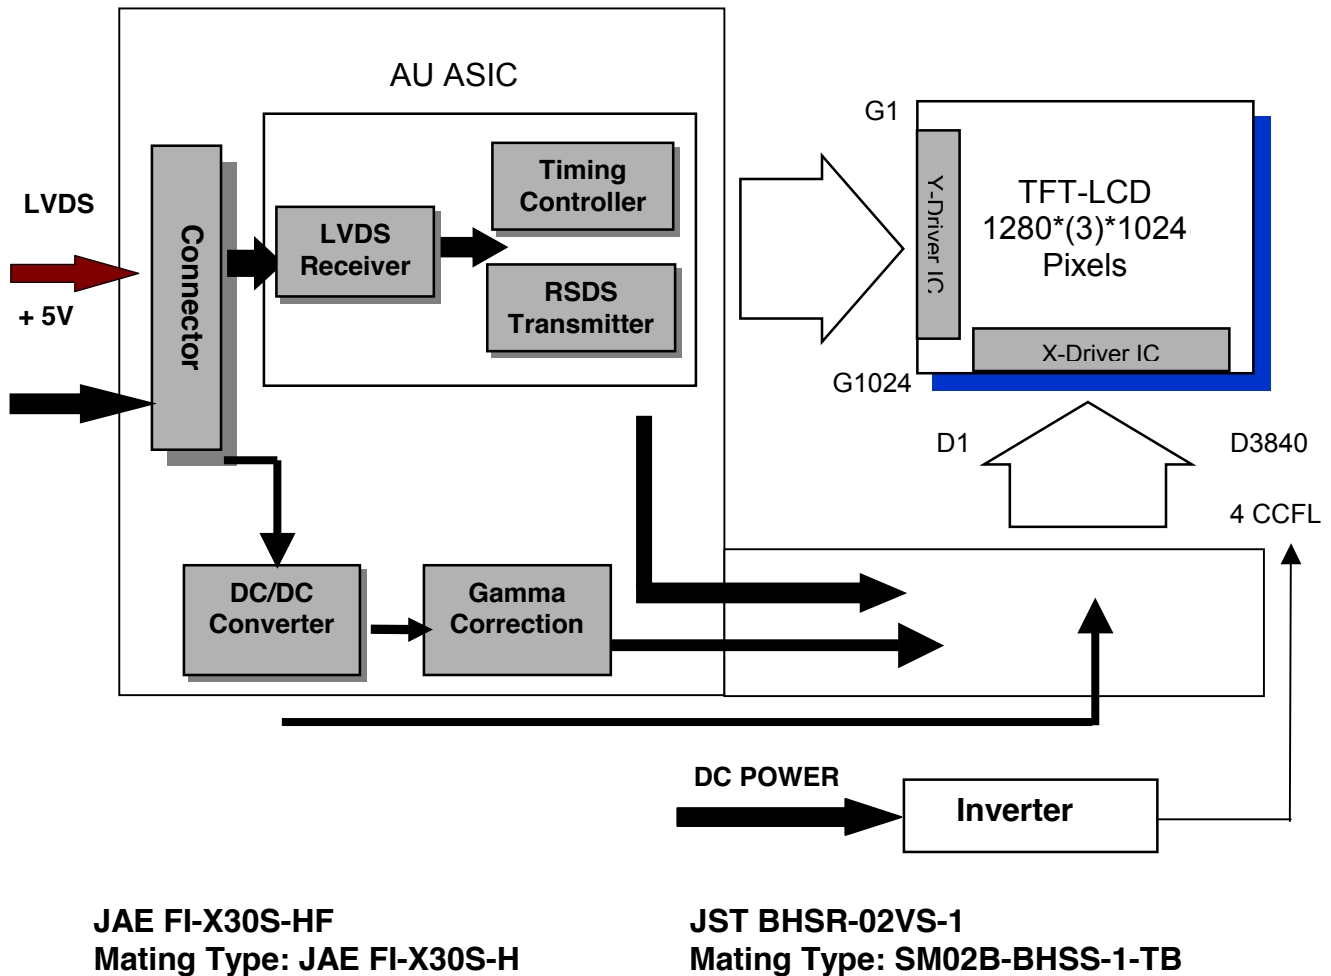 AU ASIC
LVDS
+ 5V
Connector
LVDS
Receiver
Timing
Controller
RSDS
Transmitter
G1
Y-Driver IC
TFT-LCD
1280*(3)*1024
Pixels
X-Driver IC
G1024
D1
D3840
4 CCFL
DC/DC
Converter
Gamma
Correction
DC POWER
Inverter
JAE FI-X30S-HF
Mating Type: JAE FI-X30S-H
JST BHSR-02VS-1
Mating Type: SM02B-BHSS-1-TB